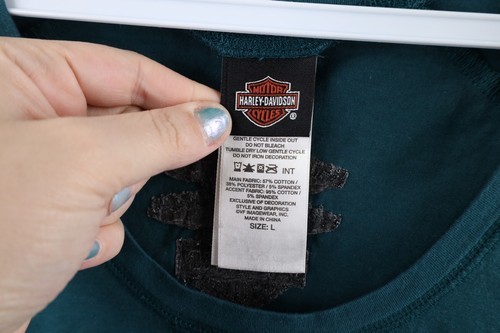 MOTOR
HARLEY-DAVIDSON
CYCLES
®
GENTLE CYCLE INSIDE OUT
DO NOT BLEACH
TUMBLE DRY LOW GENTLE CYCLE
DO NOT IRON DECORATION
INT
MAIN FABRIC: 57% COTTON /
38% POLYESTER / 5% SPANDEX
ACCENT FABRIC: 95% COTTON /
5% SPANDEX
EXCLUSIVE OF DECORATION
STYLE AND GRAPHICS
©VF IMAGEWEAR, INC.
MADE IN CHINA
SIZE: L